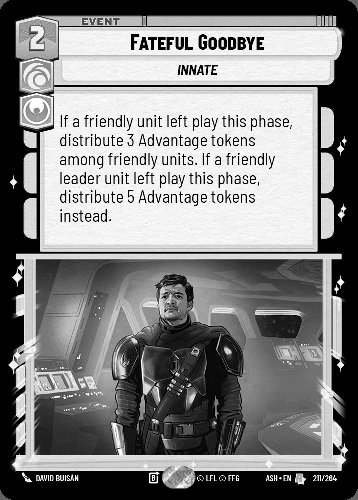 EVENT
2
FATEFUL GOODBYE
INNATE
If a friendly unit left play this phase,
distribute 3 Advantage tokens
among friendly units. If a friendly
leader unit left play this phase,
distribute 5 Advantage tokens
instead.
DAVID BUISÁN
© LFL © FFG
ASH • EN
211/264